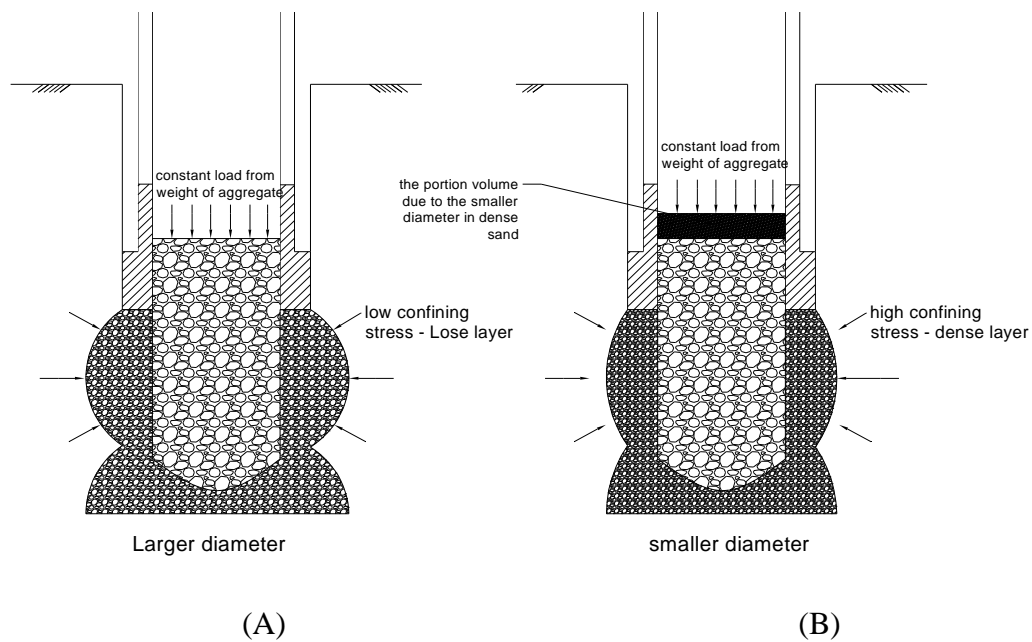 constant load from
weight of aggregate
low confining
stress - Lose layer
Larger diameter
(A)
constant load from
weight of aggregate
the portion volume
due to the smaller
diameter in dense
sand
high confining
stress - dense layer
smaller diameter
(B)